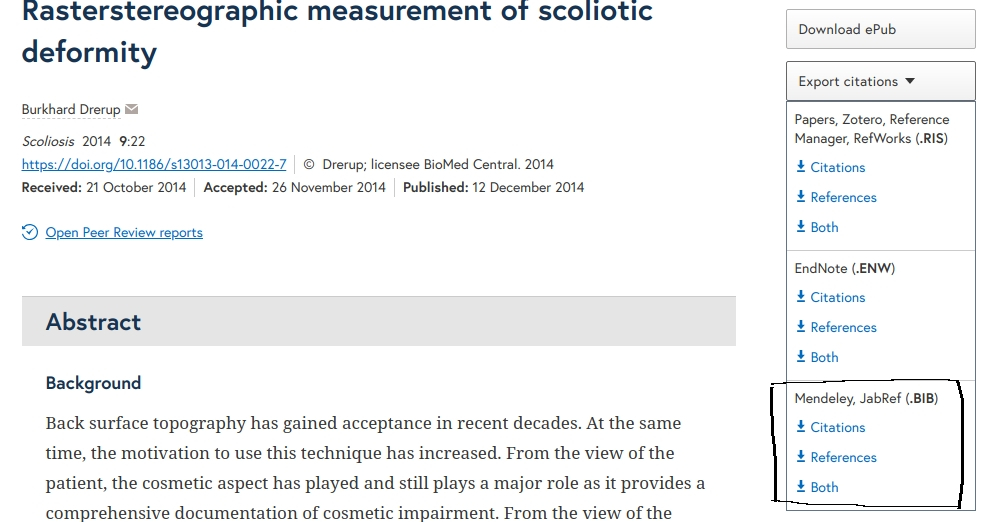 Rasterstereographic measurement of scoliotic
deformity
Burkhard Drerup
Scoliosis 2014 9:22
https://doi.org/10.1186/s13013-014-0022-7 | © Drerup; licensee BioMed Central. 2014
Received: 21 October 2014 | Accepted: 26 November 2014 | Published: 12 December 2014
Open Peer Review reports
Abstract
Background
Back surface topography has gained acceptance in recent decades. At the same
time, the motivation to use this technique has increased. From the view of the
patient, the cosmetic aspect has played and still plays a major role as it provides a
comprehensive documentation of cosmetic impairment. From the view of the
Download ePub
Export citations
Papers, Zotero, Reference
Manager, RefWorks (.RIS)
Citations
References
Both
EndNote (.ENW)
Citations
References
Both
Mendeley, JabRef (.BIB)
Citations
References
Both